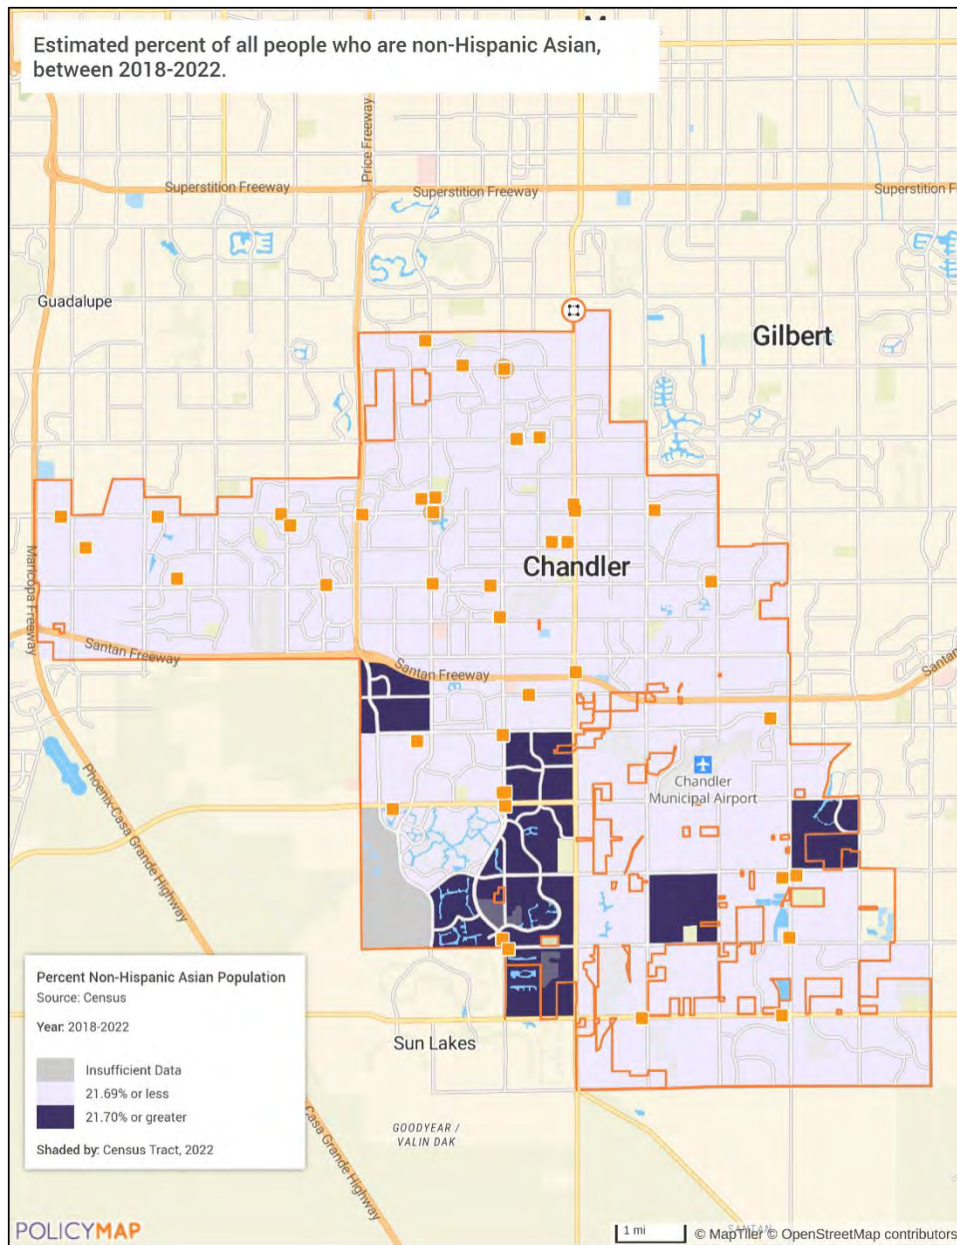 Estimated percent of all people who are non-Hispanic Asian,
between 2018-2022.
Price Freeway
Superstition Freeway
Superstition Freeway
Guadalupe
Gilbert
Chandler
Maricopa Freeway
Santan Freeway
Santan Freeway
Santan
Chandler
Municipal Airport
Phoenix-Casa Grande Highway
Percent Non-Hispanic Asian Population
Source: Census
Year: 2018-2022
Insufficient Data
21.69% or less
21.70% or greater
Shaded by: Census Tract, 2022
Sun Lakes
Casa Grande Highway
GOODYEAR /
VALIN DAK
POLICYMAP
1 mi
SANTAN
© MapTiler © OpenStreetMap contributors